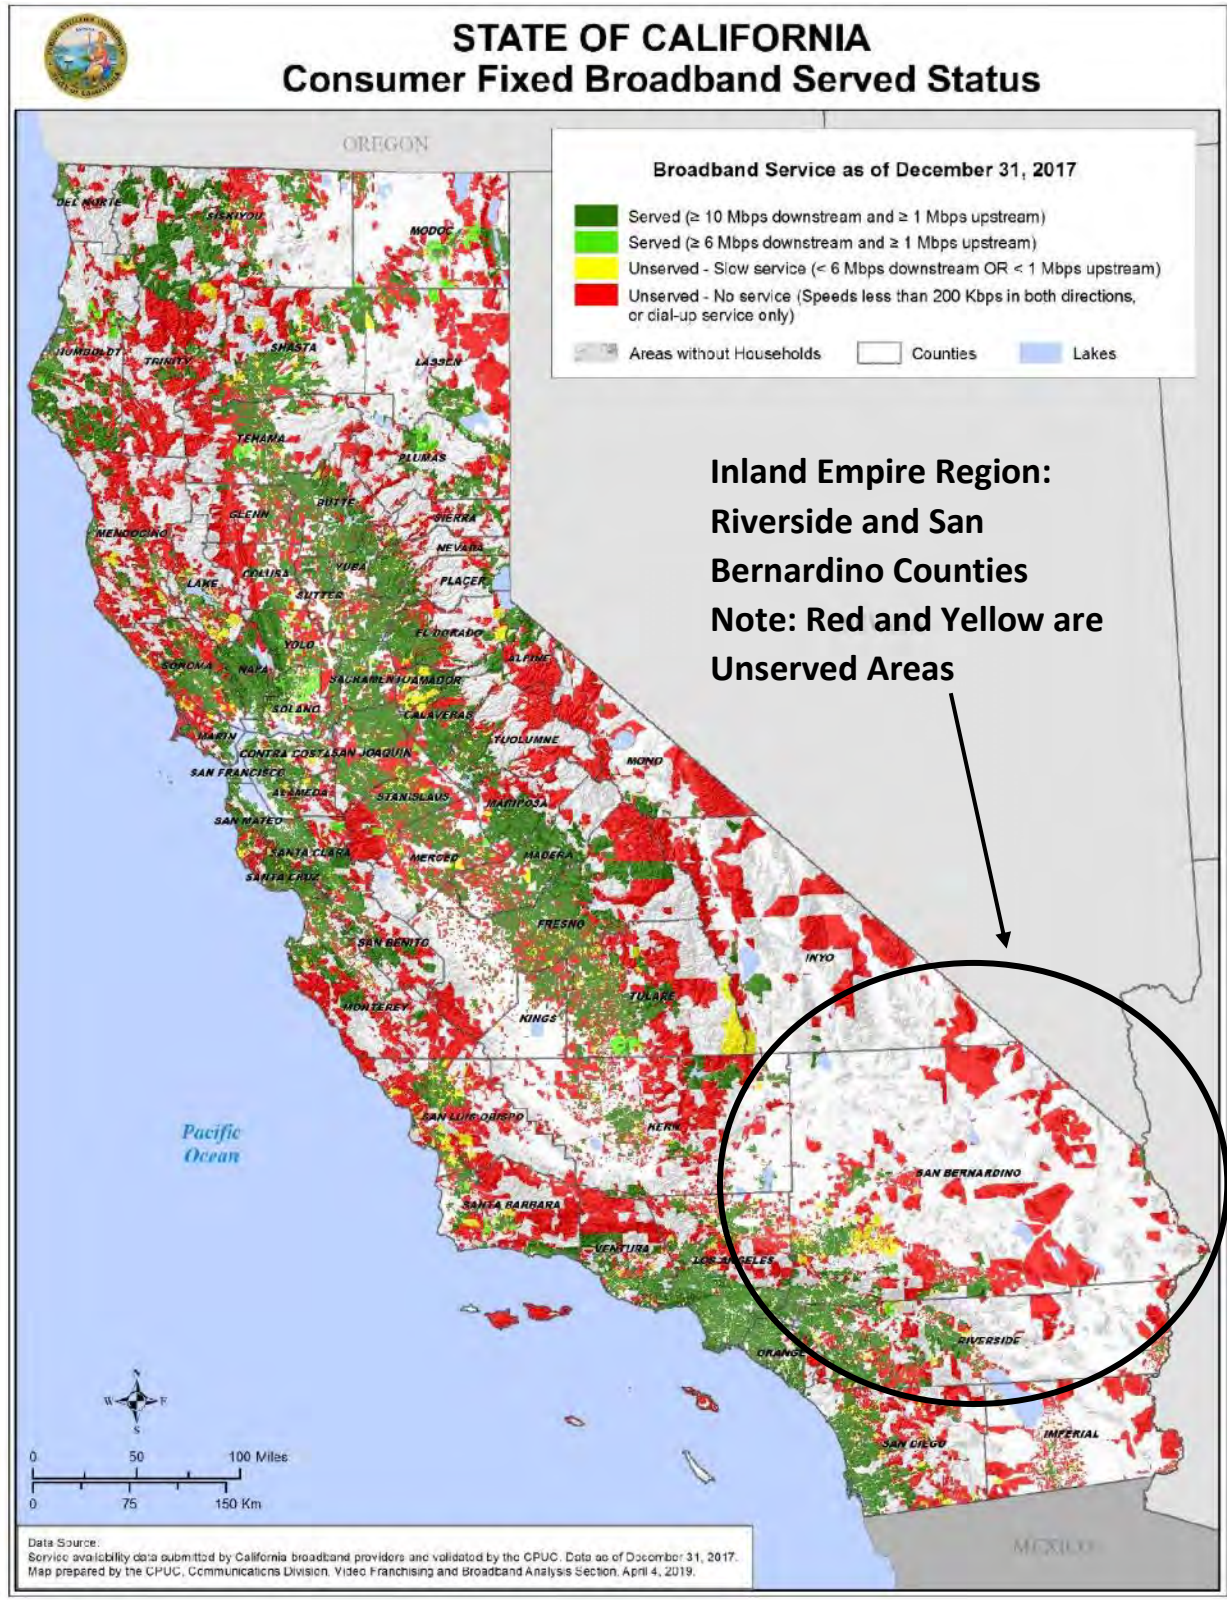 STATE OF CALIFORNIA
Consumer Fixed Broadband Served Status
OREGON
Broadband Service as of December 31, 2017
Served (≥ 10 Mbps downstream and ≥ 1 Mbps upstream)
Served (≥ 6 Mbps downstream and ≥ 1 Mbps upstream)
Unserved - Slow service (< 6 Mbps downstream OR < 1 Mbps upstream)
Unserved - No service (Speeds less than 200 Kbps in both directions,
or dial-up service only)
Areas without Households
Counties
Lakes
Inland Empire Region:
Riverside and San
Bernardino Counties
Note: Red and Yellow are
Unserved Areas
DEL NORTE
SISKIYOU
MODOC
HUMBOLDT
TRINITY
SHASTA
LASSEN
TEHAMA
PLUMAS
MENDOCINO
GLENN
BUTTE
SIERRA
NEVADA
LAKE
COLUSA
YUBA
PLACER
SUTTER
SONOMA
NAPA
YOLO
EL DORADO
ALPINE
SACRAMENTO
AMADOR
SOLANO
CALAVERAS
MARIN
CONTRA COSTA
SAN JOAQUIN
TUOLUMNE
MONO
SAN FRANCISCO
ALAMEDA
STANISLAUS
MARIPOSA
SAN MATEO
SANTA CLARA
MERCED
MADERA
SANTA CRUZ
FRESNO
SAN BENITO
INYO
MONTEREY
KINGS
TULARE
SAN LUIS OBISPO
KERN
SAN BERNARDINO
SANTA BARBARA
VENTURA
LOS ANGELES
ORANGE
RIVERSIDE
SAN DIEGO
IMPERIAL
MEXICO
Pacific
Ocean
N
W E
S
0 50 100 Miles
0 75 150 Km
Data Source:
Service availability data submitted by California broadband providers and validated by the CPUC. Data as of December 31, 2017.
Map prepared by the CPUC, Communications Division, Video Franchising and Broadband Analysis Section, April 4, 2019.